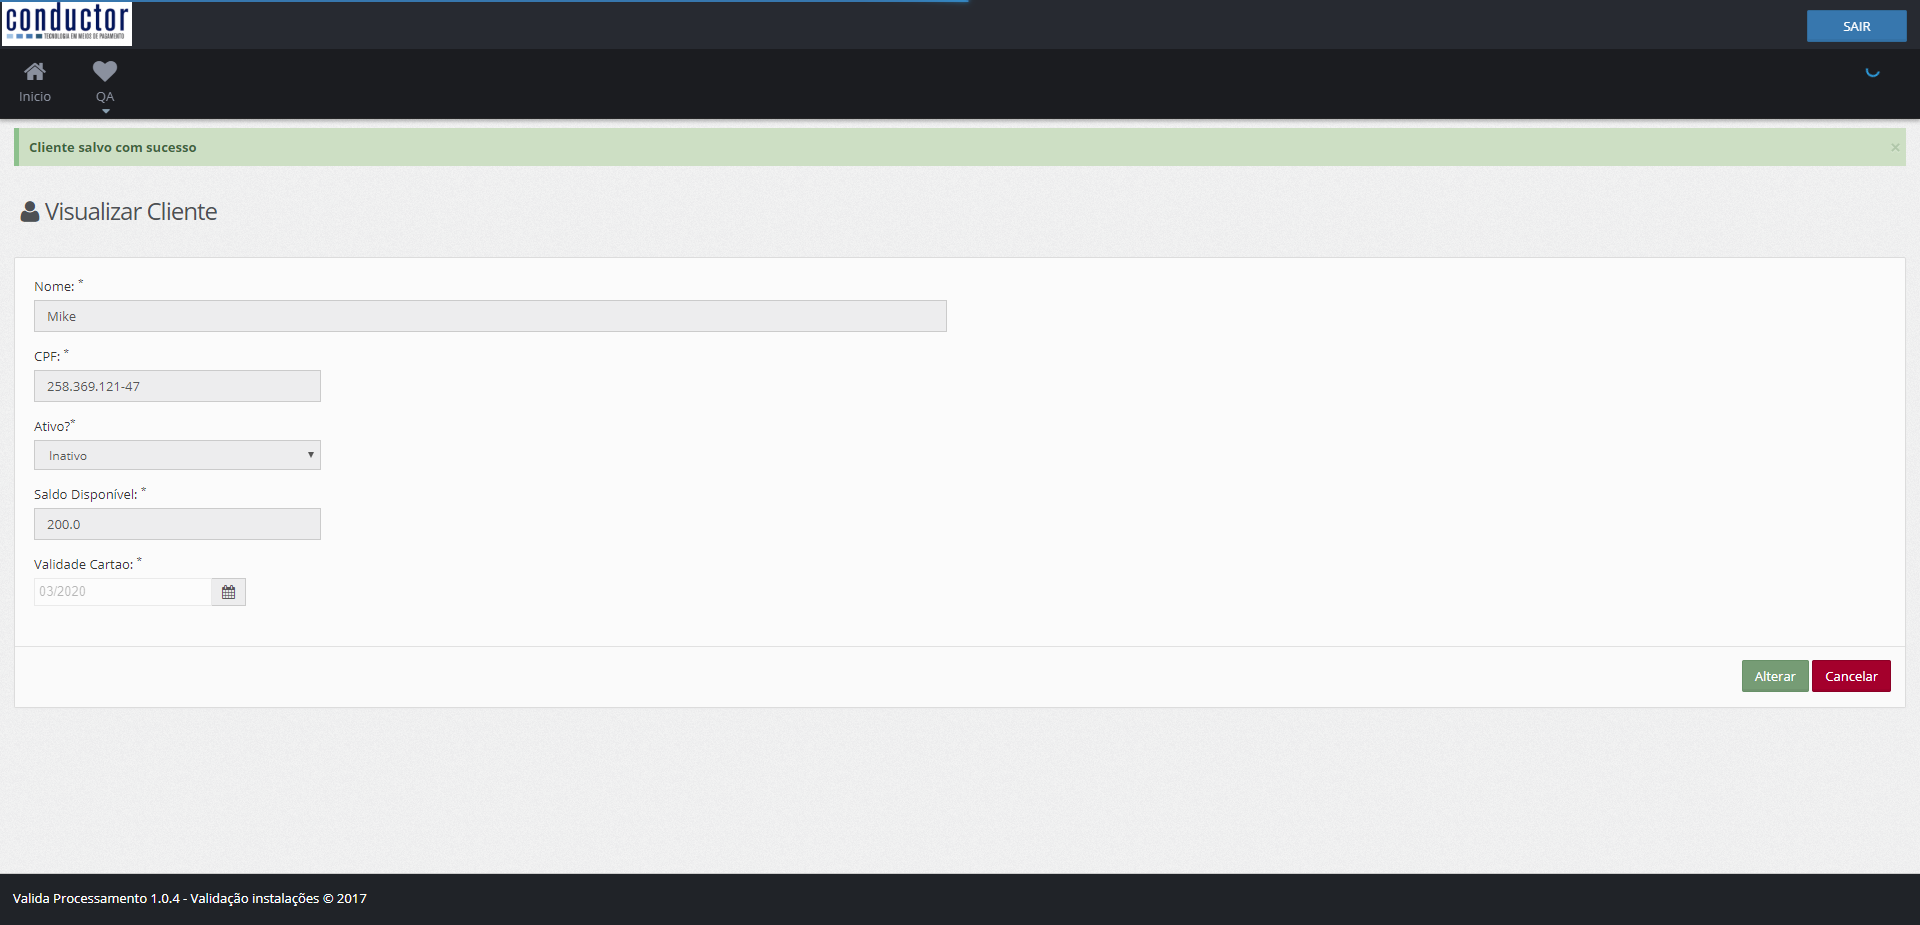 conductor
TECNOLOGIA EM MEIOS DE PAGAMENTO
SAIR
Inicio
QA
Cliente salvo com sucesso
×
Visualizar Cliente
Nome: *
Mike
CPF: *
258.369.121-47
Ativo?*
Inativo
Saldo Disponível: *
200.0
Validade Cartao: *
03/2020
Alterar
Cancelar
Valida Processamento 1.0.4 - Validação instalações © 2017